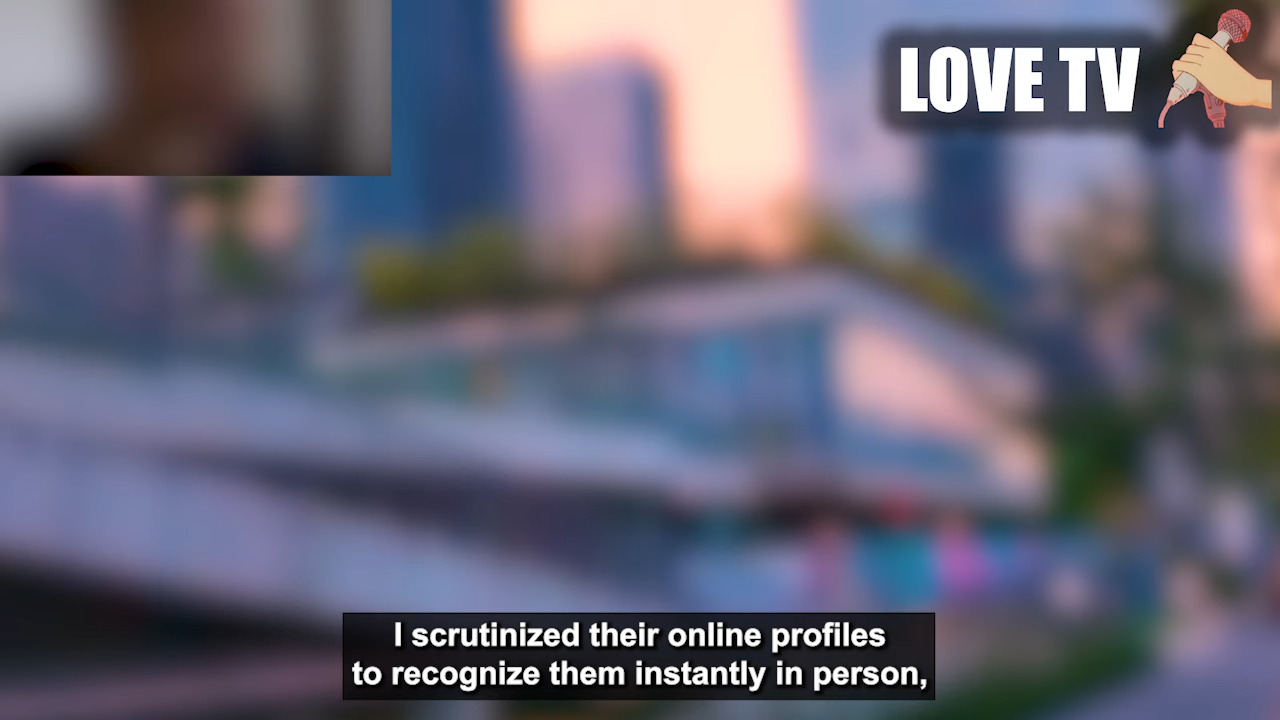 LOVE TV
I scrutinized their online profiles
to recognize them instantly in person,